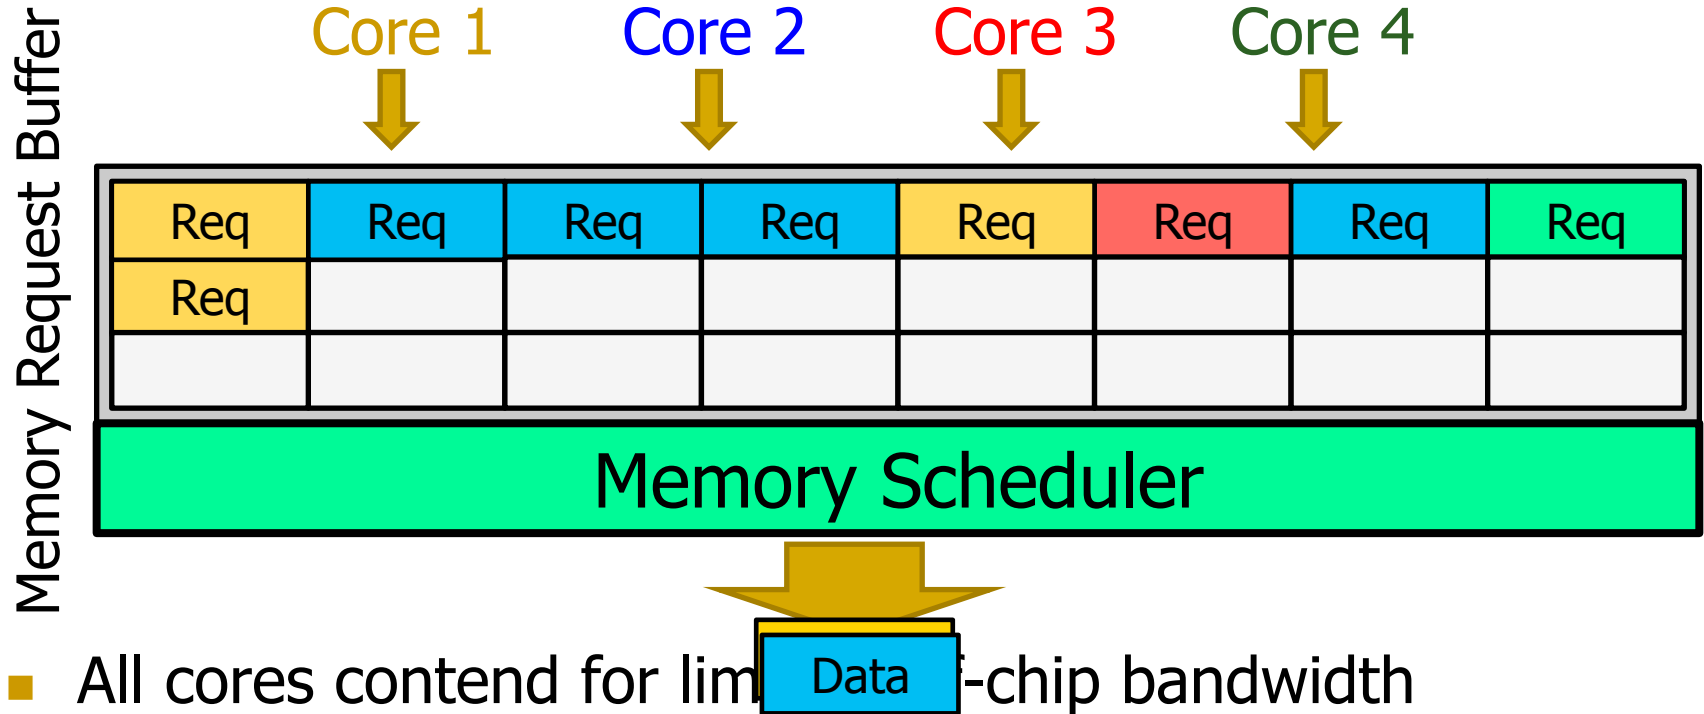 Memory Request Buffer
Core 1 Core 2 Core 3 Core 4
Req Req Req Req Req Req Req Req
Req
Memory Scheduler
Data
All cores contend for lim f-chip bandwidth